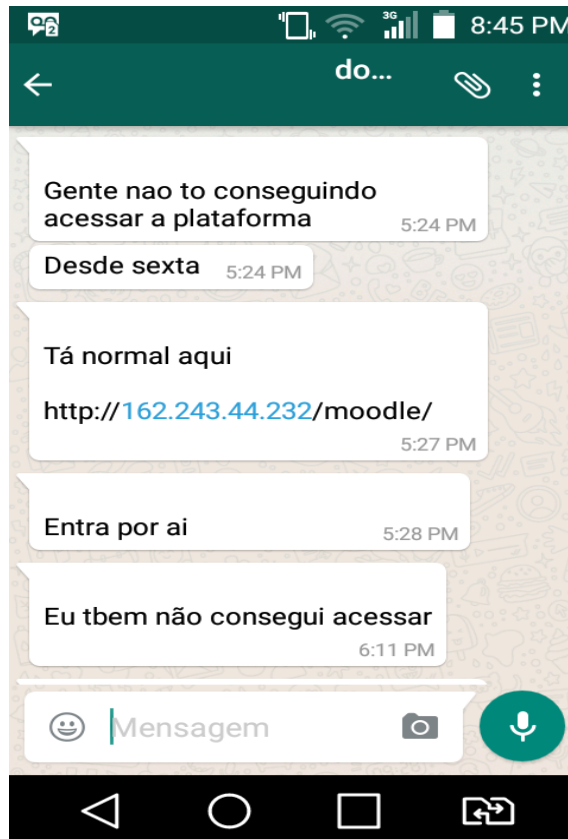 3G
8:45 PM
do...
Gente nao to conseguindo
acessar a plataforma
5:24 PM
Desde sexta 5:24 PM
Tá normal aqui
http://162.243.44.232/moodle/
5:27 PM
Entra por ai 5:28 PM
Eu tbem não consegui acessar
6:11 PM
Mensagem